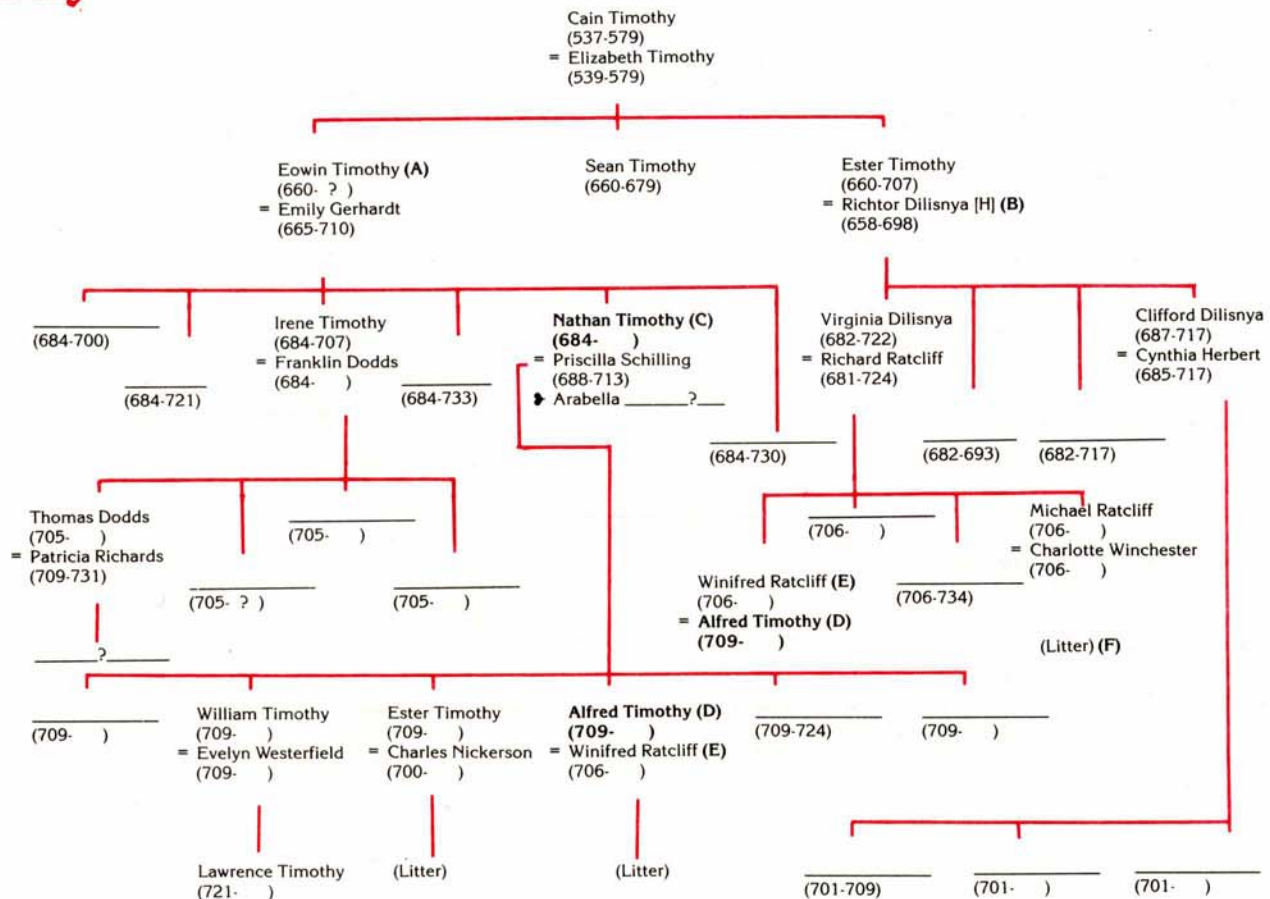 Cain Timothy
(537-579)
= Elizabeth Timothy
(539-579)
Eowin Timothy (A)
(660- ? )
= Emily Gerhardt
(665-710)
Sean Timothy
(660-679)
Ester Timothy
(660-707)
= Richtor Dilisnya [H] (B)
(658-698)
(684-700)
(684-721)
Irene Timothy
(684-707)
= Franklin Dodds
(684- )
(684-733)
Nathan Timothy (C)
(684- )
= Priscilla Schilling
(688-713)
Arabella ______?__
(684-730)
Virginia Dilisnya
(682-722)
= Richard Ratcliff
(681-724)
(682-693)
(682-717)
Clifford Dilisnya
(687-717)
= Cynthia Herbert
(685-717)
Thomas Dodds
(705- )
= Patricia Richards
(709-731)
______?______
(705- ? )
(705- )
(705- )
Winifred Ratcliff (E)
(706- )
= Alfred Timothy (D)
(709- )
(706- )
(706-734)
Michael Ratcliff
(706- )
= Charlotte Winchester
(706- )
(Litter) (F)
(709- )
William Timothy
(709- )
= Evelyn Westerfield
(709- )
Lawrence Timothy
(721- )
Ester Timothy
(709- )
= Charles Nickerson
(700- )
(Litter)
Alfred Timothy (D)
(709- )
= Winifred Ratcliff (E)
(706- )
(Litter)
(709-724)
(709- )
(701-709)
(701- )
(701- )